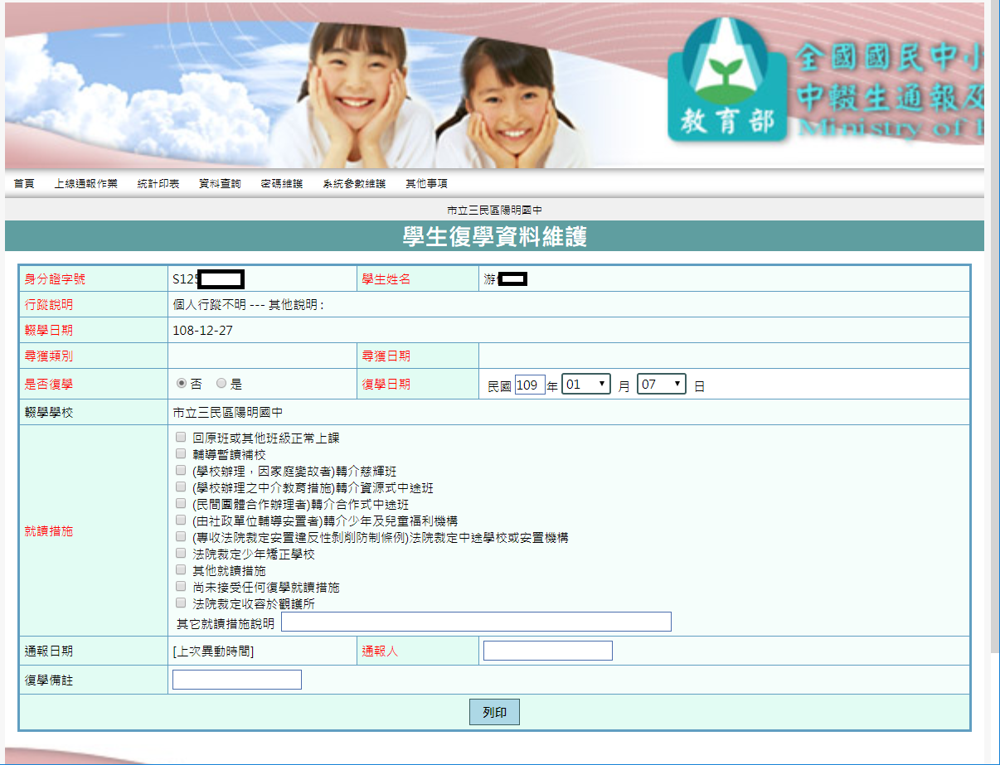 全國國民中小
中輟生通報及
教育部
Ministry of
首頁 上線通報作業 統計印表 資料查詢 密碼維護 系統參數維護 其他事項
市立三民區陽明國中
學生復學資料維護
身分證字號 S125 學生姓名 游
行蹤說明 個人行蹤不明 --- 其他說明 :
輟學日期 108-12-27
尋獲類別 尋獲日期
是否復學 否 是 復學日期 民國 109 年 01 月 07 日
輟學學校 市立三民區陽明國中
就讀措施
回原班或其他班級正常上課
輔導暫讀補校
(學校辦理，因家庭變故者)轉介慈輝班
(學校辦理之中介教育措施)轉介資源式中途班
(民間團體合作辦理者)轉介合作式中途班
(由社政單位輔導安置者)轉介少年及兒童福利機構
(專收法院裁定安置違反性剝削防制條例)法院裁定中途學校或安置機構
法院裁定少年矯正學校
其他就讀措施
尚未接受任何復學就讀措施
法院裁定收容於觀護所
其它就讀措施說明
通報日期 [上次異動時間] 通報人
復學備註
列印